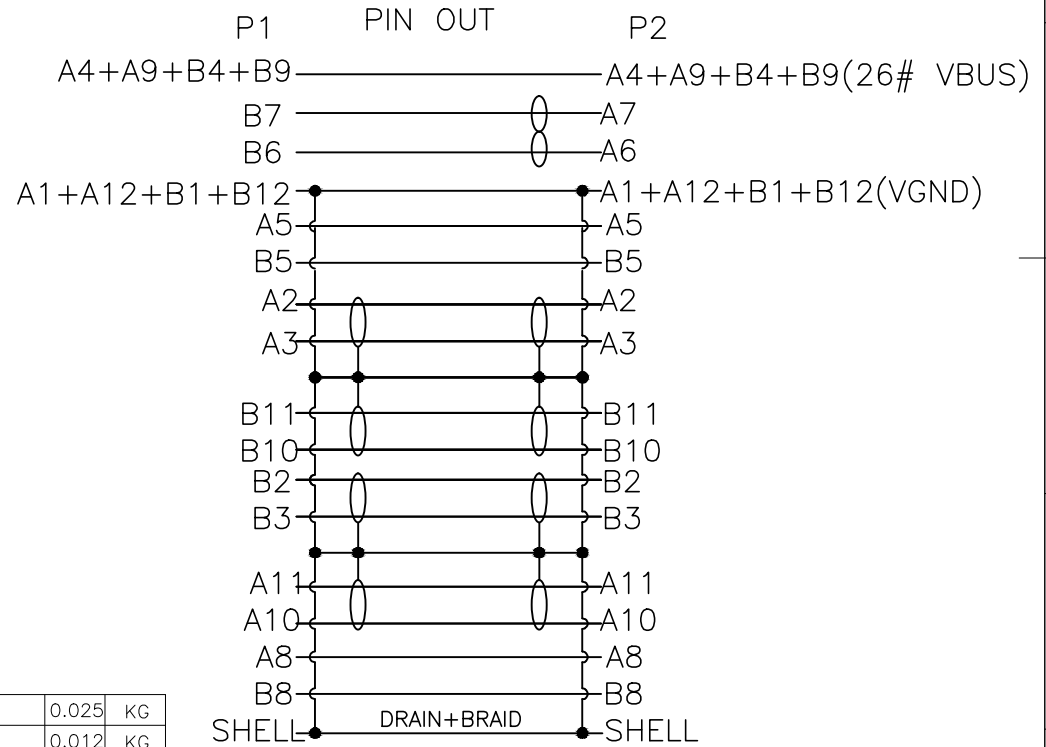 PIN OUT
P1 P2
A4+A9+B4+B9 A4+A9+B4+B9(26# VBUS)
B7 A7
B6 A6
A1+A12+B1+B12 A1+A12+B1+B12(VGND)
A5 A5
B5 B5
A2 A2
A3 A3
B11 B11
B10 B10
B2 B2
B3 B3
A11 A11
A10 A10
A8 A8
B8 B8
0.025 KG
SHELL DRAIN+BRAID SHELL
0.012 KG